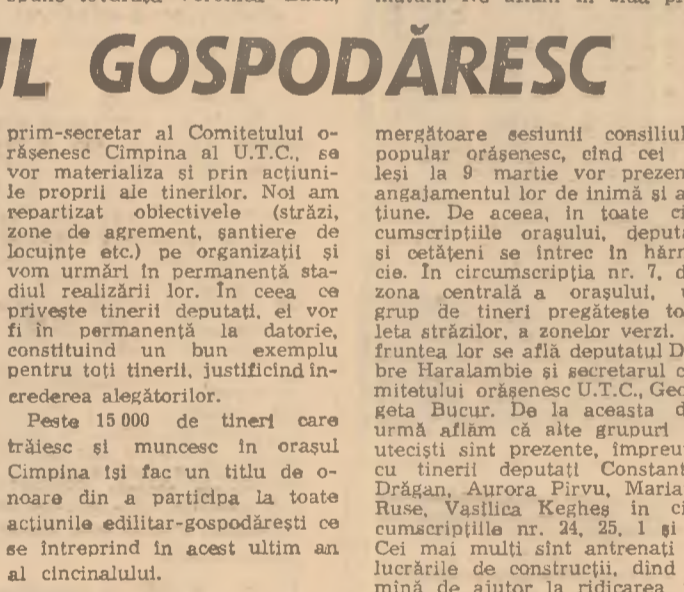 UL GOSPODĂRESC
prim-secretar al Comitetului o-
rășenesc Cîmpina al U.T.C., se
vor materializa și prin acțiuni-
le proprii ale tinerilor. Noi am
repartizat obiectivele (străzi,
zone de agrement, șantiere de
locuințe etc.) pe organizații și
vom urmări în permanență sta-
diul realizării lor. În ceea ce
privește tinerii deputați, ei vor
fi în permanență la datorie,
constituind un bun exemplu
pentru toți tinerii, justificînd în-
crederea alegătorilor.
Peste 15 000 de tineri care
trăiesc și muncesc în orașul
Cîmpina își fac un titlu de o-
noare din a participa la toate
acțiunile edilitar-gospodărești ce
se întreprind în acest ultim an
al cincinalului.
mergătoare sesiunii consiliul
popular orășenesc, cînd cei
leși la 9 martie vor prezen
angajamentul lor de inimă și a
țiune. De aceea, în toate ci
cumscripțiile orașului, deputa
și cetățeni se întrec în hărn
cie. În circumscripția nr. 7, d
zona centrală a orașului,
grup de tineri pregătește to
leta străzilor, a zonelor verzi.
fruntea lor se află deputatul D
bre Haralambie și secretarul c
mitetului orășenesc U.T.C., Geo
geta Bucur. De la aceasta d
urmă aflăm că alte grupuri
uteciști sînt prezente, împreu
cu tinerii deputați Constant
Drăgan, Aurora Pîrvu, Maria
Ruse, Vasilica Kegheș în ci
cumscripțiile nr. 24, 25, 1 și
Cei mai mulți sînt antrenați
lucrările de construcții, dînd
mînă de ajutor la ridicarea